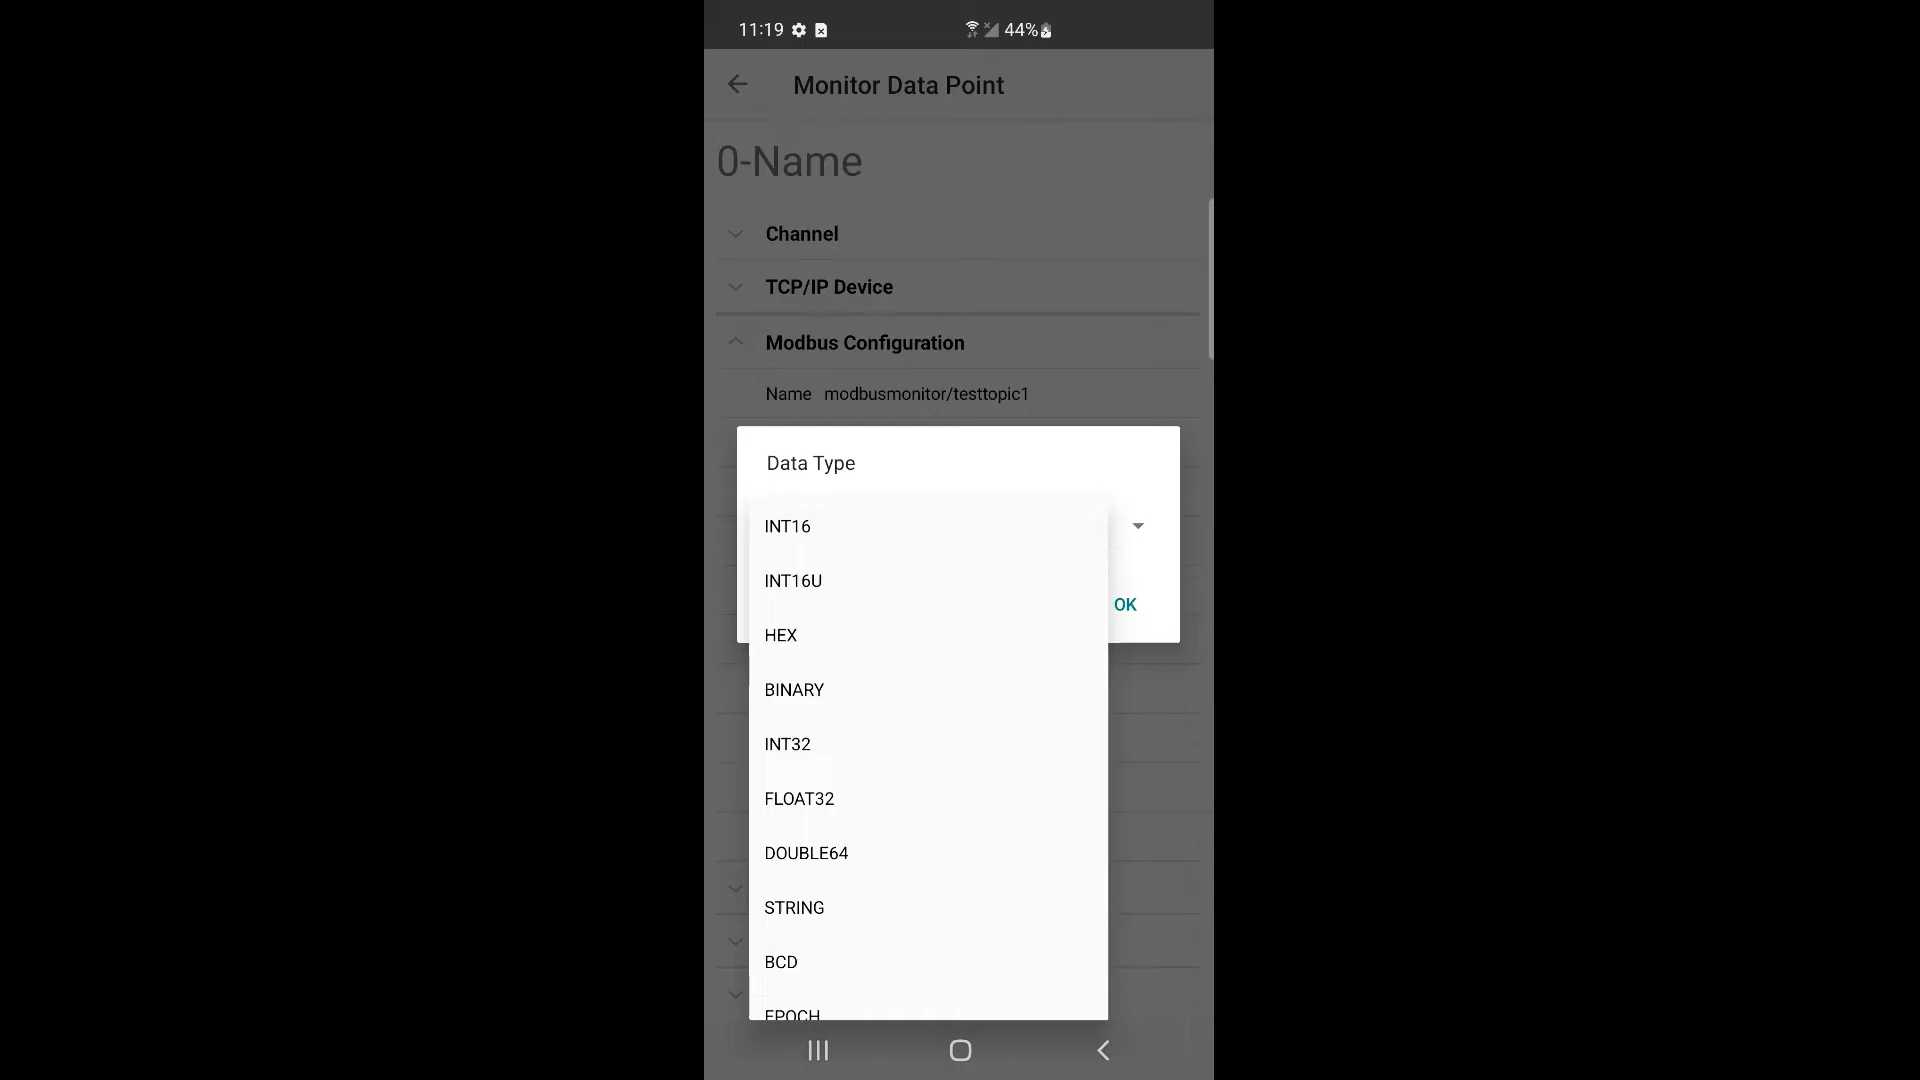 11:19 44%
Monitor Data Point
0-Name
Channel
TCP/IP Device
Modbus Configuration
Name modbusmonitor/testtopic1
Data Type
INT16
INT16U
OK
HEX
BINARY
INT32
FLOAT32
DOUBLE64
STRING
BCD
EPOCH